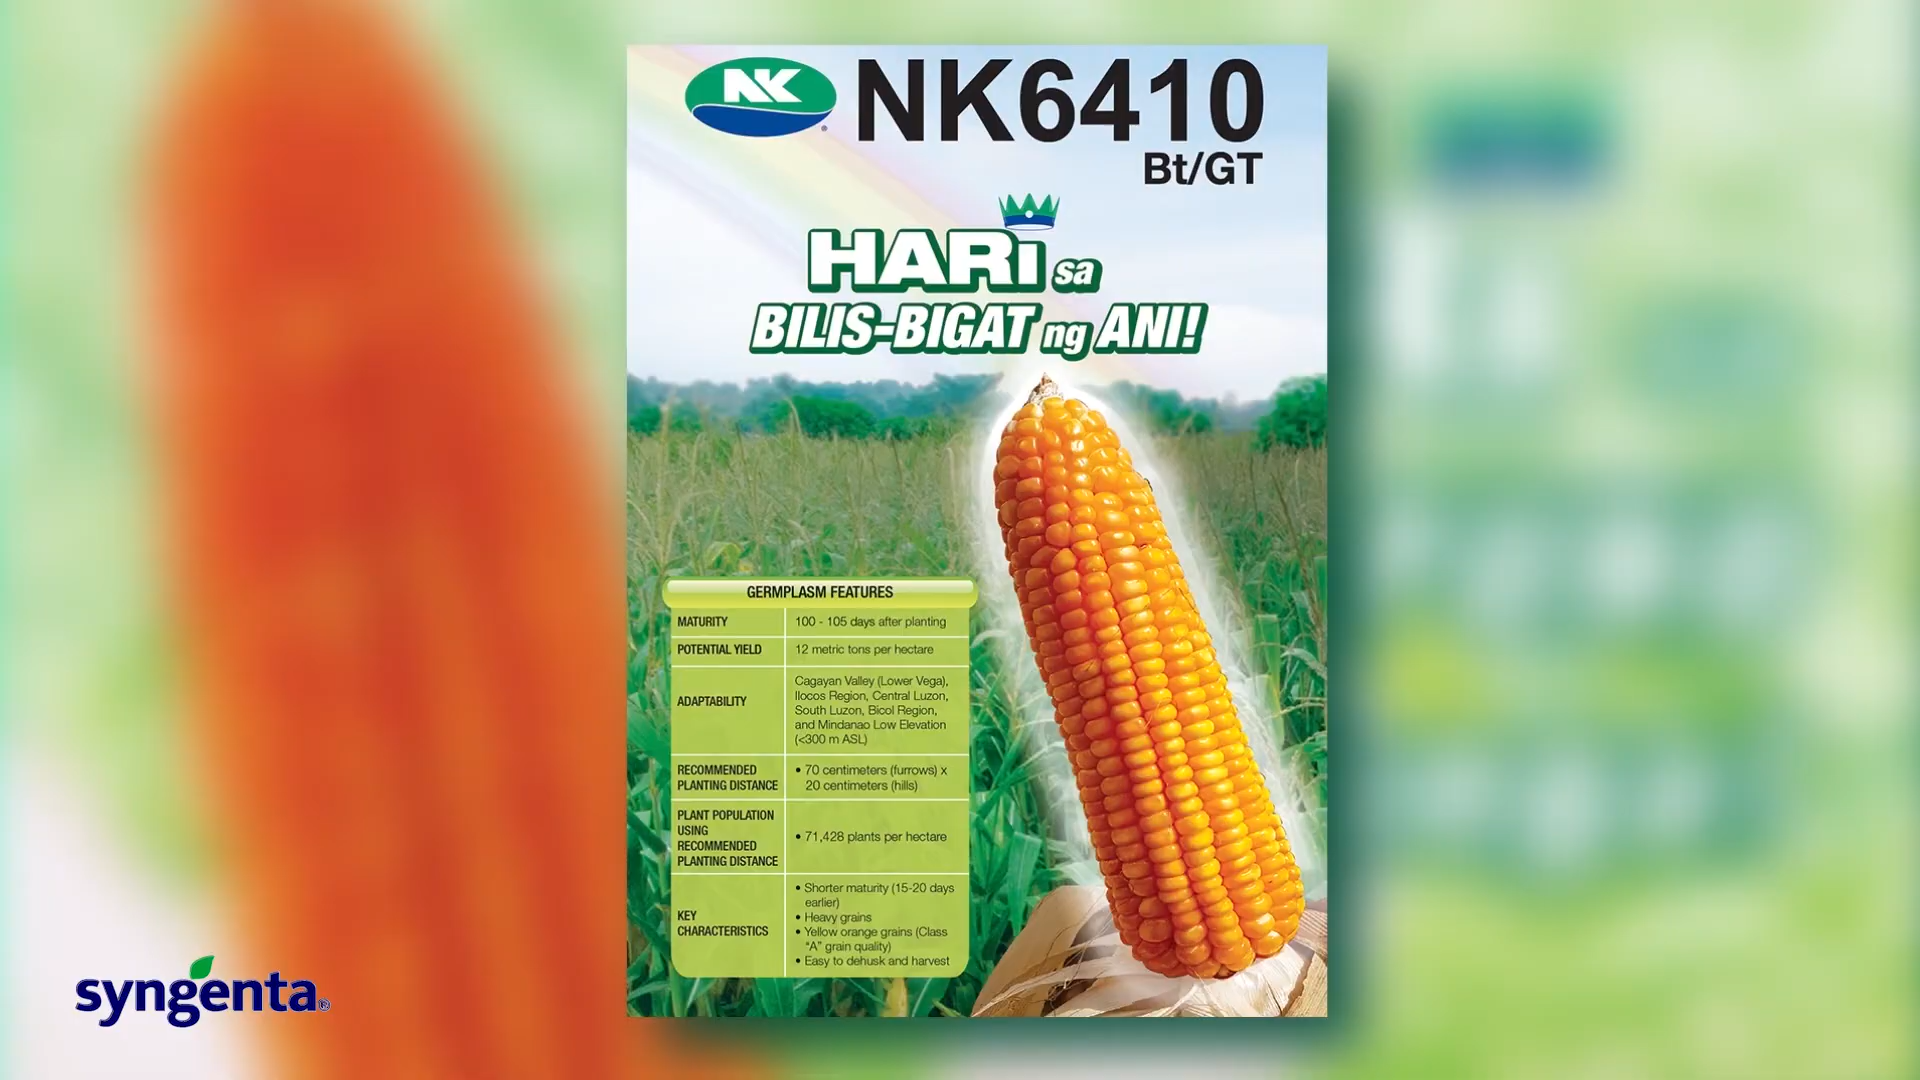 NK
NK6410
Bt/GT
HARi sa
BILIS-BIGAT ng ANI!
GERMPLASM FEATURES
MATURITY
100 - 105 days after planting
POTENTIAL YIELD
12 metric tons per hectare
ADAPTABILITY
Cagayan Valley (Lower Vega),
Ilocos Region, Central Luzon,
South Luzon, Bicol Region,
and Mindanao Low Elevation
(<300 m ASL)
RECOMMENDED
PLANTING DISTANCE
• 70 centimeters (furrows) x
20 centimeters (hills)
PLANT POPULATION
USING
RECOMMENDED
PLANTING DISTANCE
• 71,428 plants per hectare
KEY
CHARACTERISTICS
• Shorter maturity (15-20 days
earlier)
• Heavy grains
• Yellow orange grains (Class
"A" grain quality)
• Easy to dehusk and harvest
syngenta®